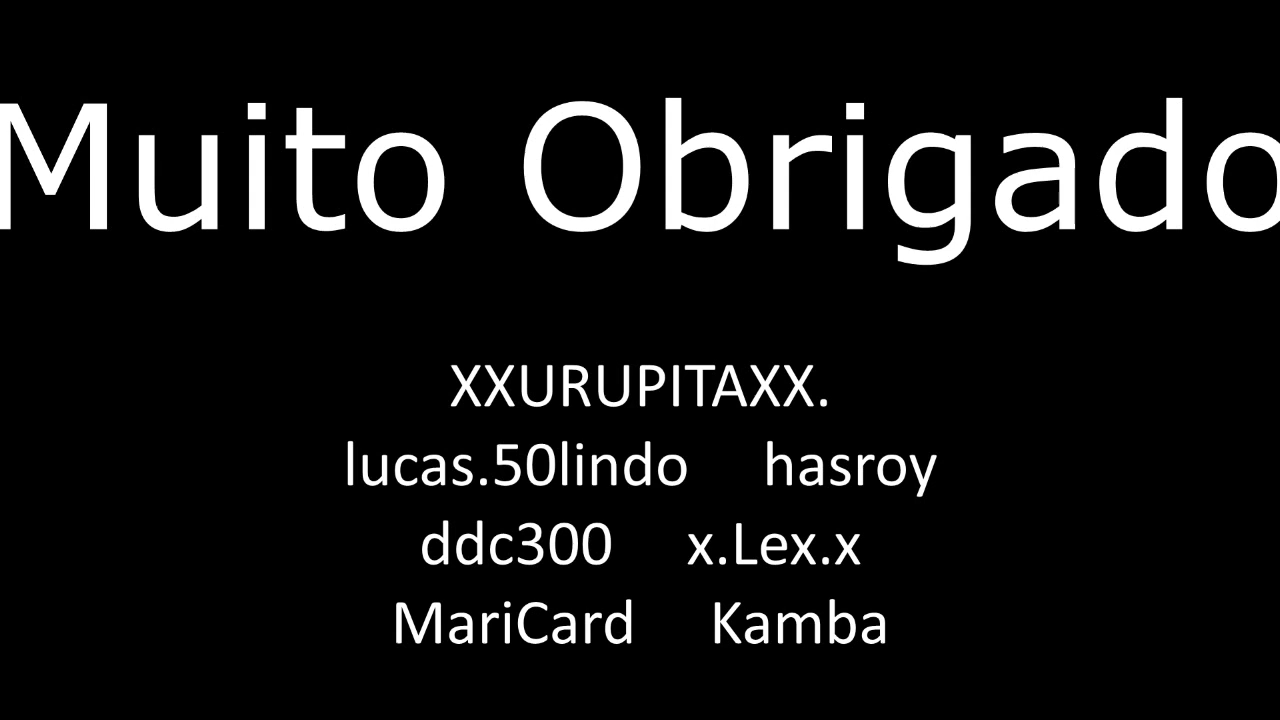 Muito Obrigado
XXURUPITAXX.
lucas.50lindo hasroy
ddc300 x.Lex.x
MariCard Kamba